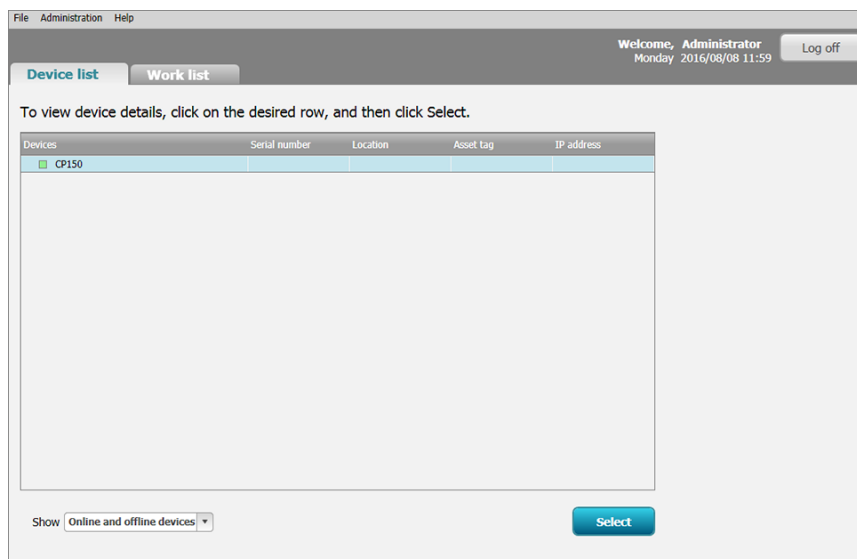 File Administration Help
Welcome, Administrator
Monday 2016/08/08 11:59
Log off
Device list Work list
To view device details, click on the desired row, and then click Select.
Devices Serial number Location Asset tag IP address
CP150
Show Online and offline devices
Select